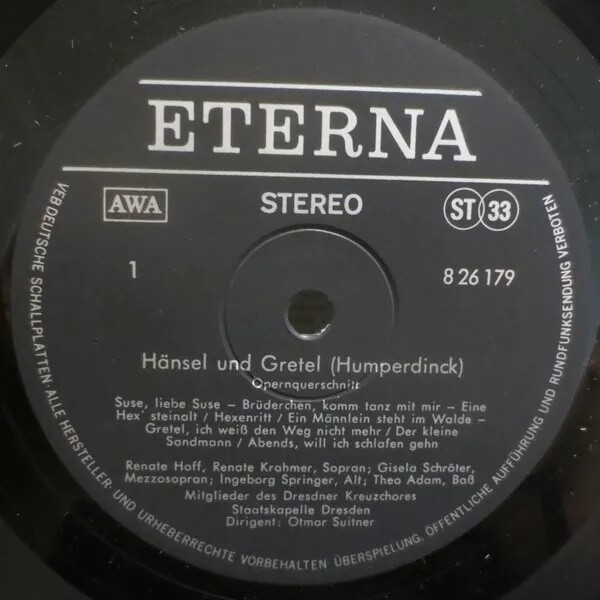 ETERNA
AWA
STEREO
ST 33
1
8 26 179
Hänsel und Gretel (Humperdinck)
Opernquerschnitt
Suse, liebe Suse – Brüderchen, komm tanz mit mir – Eine
Hex' steinalt / Hexenritt / Ein Männlein steht im Walde –
Gretel, ich weiß den Weg nicht mehr / Der kleine
Sandmann / Abends, will ich schlafen gehn
Renate Hoff, Renate Krahmer, Sopran; Gisela Schröter,
Mezzosopran; Ingeborg Springer, Alt; Theo Adam, Baß
Mitglieder des Dresdner Kreuzchores
Staatskapelle Dresden
Dirigent: Otmar Suitner
VEB DEUTSCHE SCHALLPLATTEN · ALLE HERSTELLER- UND URHEBERRECHTE VORBEHALTEN · ÜBERSPIELUNG, ÖFFENTLICHE AUFFÜHRUNG UND RUNDFUNKSENDUNG VERBOTEN